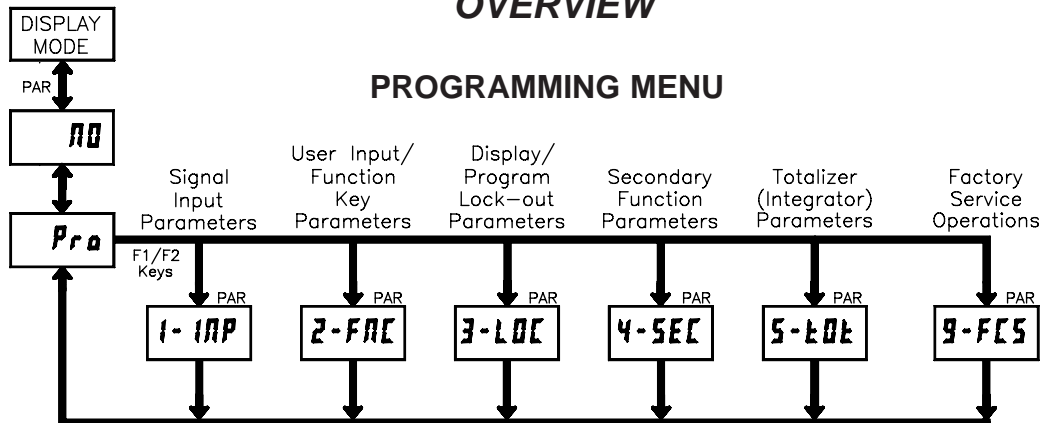 OVERVIEW
PROGRAMMING MENU
DISPLAY
MODE
PAR
NO
Pro
F1/F2
Keys
Signal
Input
Parameters
User Input/
Function
Key
Parameters
Display/
Program
Lock-out
Parameters
Secondary
Function
Parameters
Totalizer
(Integrator)
Parameters
Factory
Service
Operations
PAR
1-INP
PAR
2-FNC
PAR
3-LOC
PAR
4-SEC
PAR
5-tOt
PAR
9-FCS